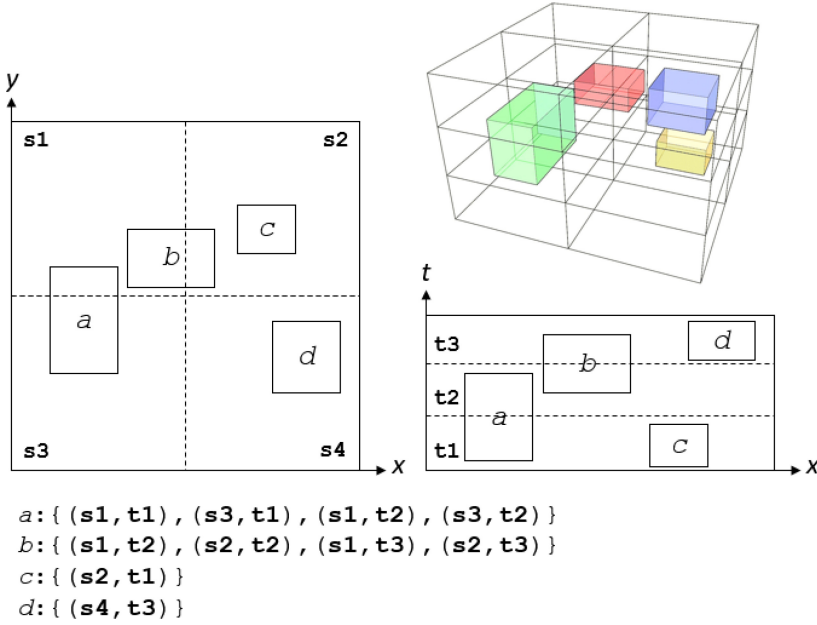 y
s1
s2
c
b
a
d
s3
s4
x
t
t3
d
b
t2
a
c
t1
x
a:{(s1,t1),(s3,t1),(s1,t2),(s3,t2)}
b:{(s1,t2),(s2,t2),(s1,t3),(s2,t3)}
c:{(s2,t1)}
d:{(s4,t3)}